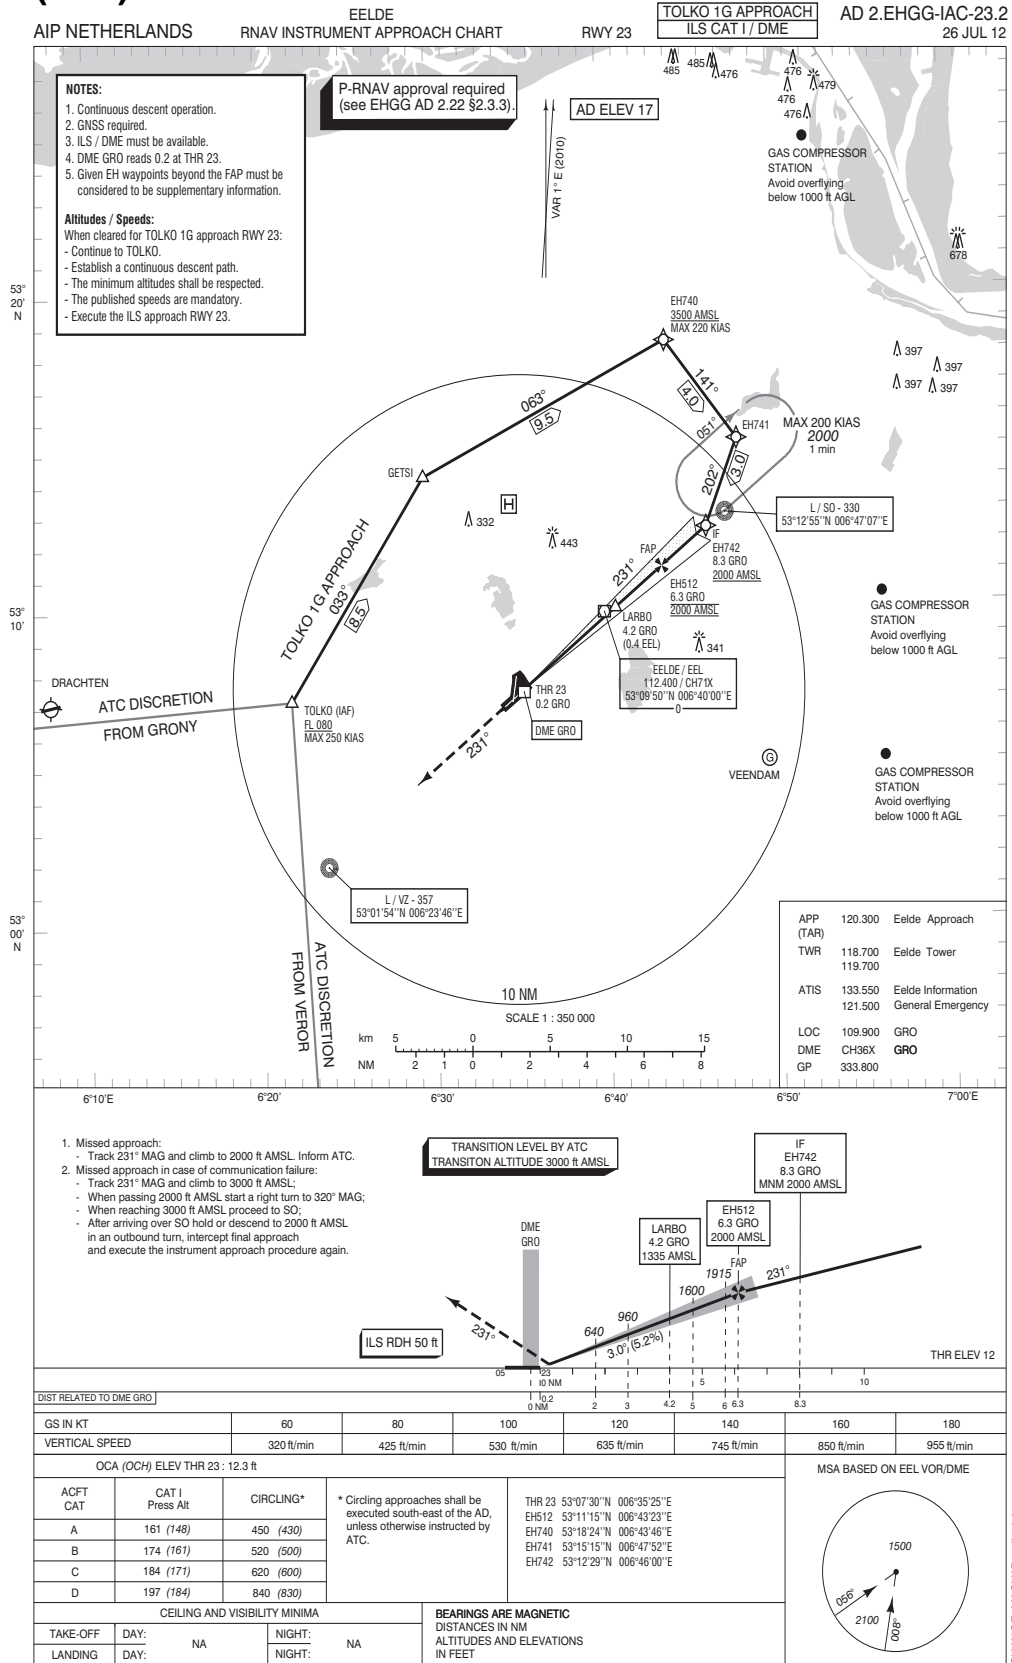 AIP NETHERLANDS
EELDE
RNAV INSTRUMENT APPROACH CHART
RWY 23
TOLKO 1G APPROACH
ILS CAT I / DME
AD 2.EHGG-IAC-23.2
26 JUL 12
NOTES:
1. Continuous descent operation.
2. GNSS required.
3. ILS / DME must be available.
4. DME GRO reads 0.2 at THR 23.
5. Given EH waypoints beyond the FAP must be
considered to be supplementary information.
Altitudes / Speeds:
When cleared for TOLKO 1G approach RWY 23:
- Continue to TOLKO.
- Establish a continuous descent path.
- The minimum altitudes shall be respected.
- The published speeds are mandatory.
- Execute the ILS approach RWY 23.
P-RNAV approval required
(see EHGG AD 2.22 §2.3.3).
AD ELEV 17
VAR 1° E (2010)
485
485
476
476
479
476
476
GAS COMPRESSOR
STATION
Avoid overflying
below 1000 ft AGL
678
53°
20'
N
EH740
3500 AMSL
MAX 220 KIAS
397
397
397
397
063°
9.5
141°
4.0
051°
EH741
MAX 200 KIAS
2000
1 min
GETSI
202°
3.0
H
332
443
L / SO - 330
53°12'55''N 006°47'07''E
IF
EH742
8.3 GRO
2000 AMSL
FAP
231°
EH512
6.3 GRO
2000 AMSL
TOLKO 1G APPROACH
033°
8.5
53°
10'
LARBO
4.2 GRO
(0.4 EEL)
341
GAS COMPRESSOR
STATION
Avoid overflying
below 1000 ft AGL
EELDE / EEL
112.400 / CH71X
53°09'50''N 006°40'00''E
0
DRACHTEN
ATC DISCRETION
FROM GRONY
TOLKO (IAF)
FL 080
MAX 250 KIAS
THR 23
0.2 GRO
DME GRO
231°
G
VEENDAM
GAS COMPRESSOR
STATION
Avoid overflying
below 1000 ft AGL
L / VZ - 357
53°01'54''N 006°23'46''E
53°
00'
N
ATC DISCRETION
FROM VEROR
10 NM
SCALE 1 : 350 000
km 5 0 5 10 15
NM 2 1 0 2 4 6 8
APP 120.300 Eelde Approach
(TAR)
TWR 118.700 Eelde Tower
119.700
ATIS 133.550 Eelde Information
121.500 General Emergency
LOC 109.900 GRO
DME CH36X GRO
GP 333.800
6°10'E 6°20' 6°30' 6°40' 6°50' 7°00'E
1. Missed approach:
- Track 231° MAG and climb to 2000 ft AMSL. Inform ATC.
2. Missed approach in case of communication failure:
- Track 231° MAG and climb to 3000 ft AMSL;
- When passing 2000 ft AMSL start a right turn to 320° MAG;
- When reaching 3000 ft AMSL proceed to SO;
- After arriving over SO hold or descend to 2000 ft AMSL
in an outbound turn, intercept final approach
and execute the instrument approach procedure again.
TRANSITION LEVEL BY ATC
TRANSITON ALTITUDE 3000 ft AMSL
IF
EH742
8.3 GRO
MNM 2000 AMSL
DME
GRO
LARBO
4.2 GRO
1335 AMSL
EH512
6.3 GRO
2000 AMSL
FAP
231°
1915
1600
960
640
3.0° (5.2%)
231°
ILS RDH 50 ft
THR ELEV 12
05 23
0 NM 5 10
DIST RELATED TO DME GRO
0.2
0 NM 2 3 4.2 5 6 6.3 8.3
GS IN KT 60 80 100 120 140 160 180
VERTICAL SPEED 320 ft/min 425 ft/min 530 ft/min 635 ft/min 745 ft/min 850 ft/min 955 ft/min
OCA (OCH) ELEV THR 23 : 12.3 ft
ACFT CAT
CAT I Press Alt
CIRCLING*
A 161 (148) 450 (430)
B 174 (161) 520 (500)
C 184 (171) 620 (600)
D 197 (184) 840 (830)
* Circling approaches shall be
executed south-east of the AD,
unless otherwise instructed by
ATC.
THR 23 53°07'30''N 006°35'25''E
EH512 53°11'15''N 006°43'23''E
EH740 53°18'24''N 006°43'46''E
EH741 53°15'15''N 006°47'52''E
EH742 53°12'29''N 006°46'00''E
MSA BASED ON EEL VOR/DME
1500
056°
2100
008°
CEILING AND VISIBILITY MINIMA
TAKE-OFF DAY: NA NIGHT: NA
LANDING DAY: NIGHT:
BEARINGS ARE MAGNETIC
DISTANCES IN NM
ALTITUDES AND ELEVATIONS
IN FEET